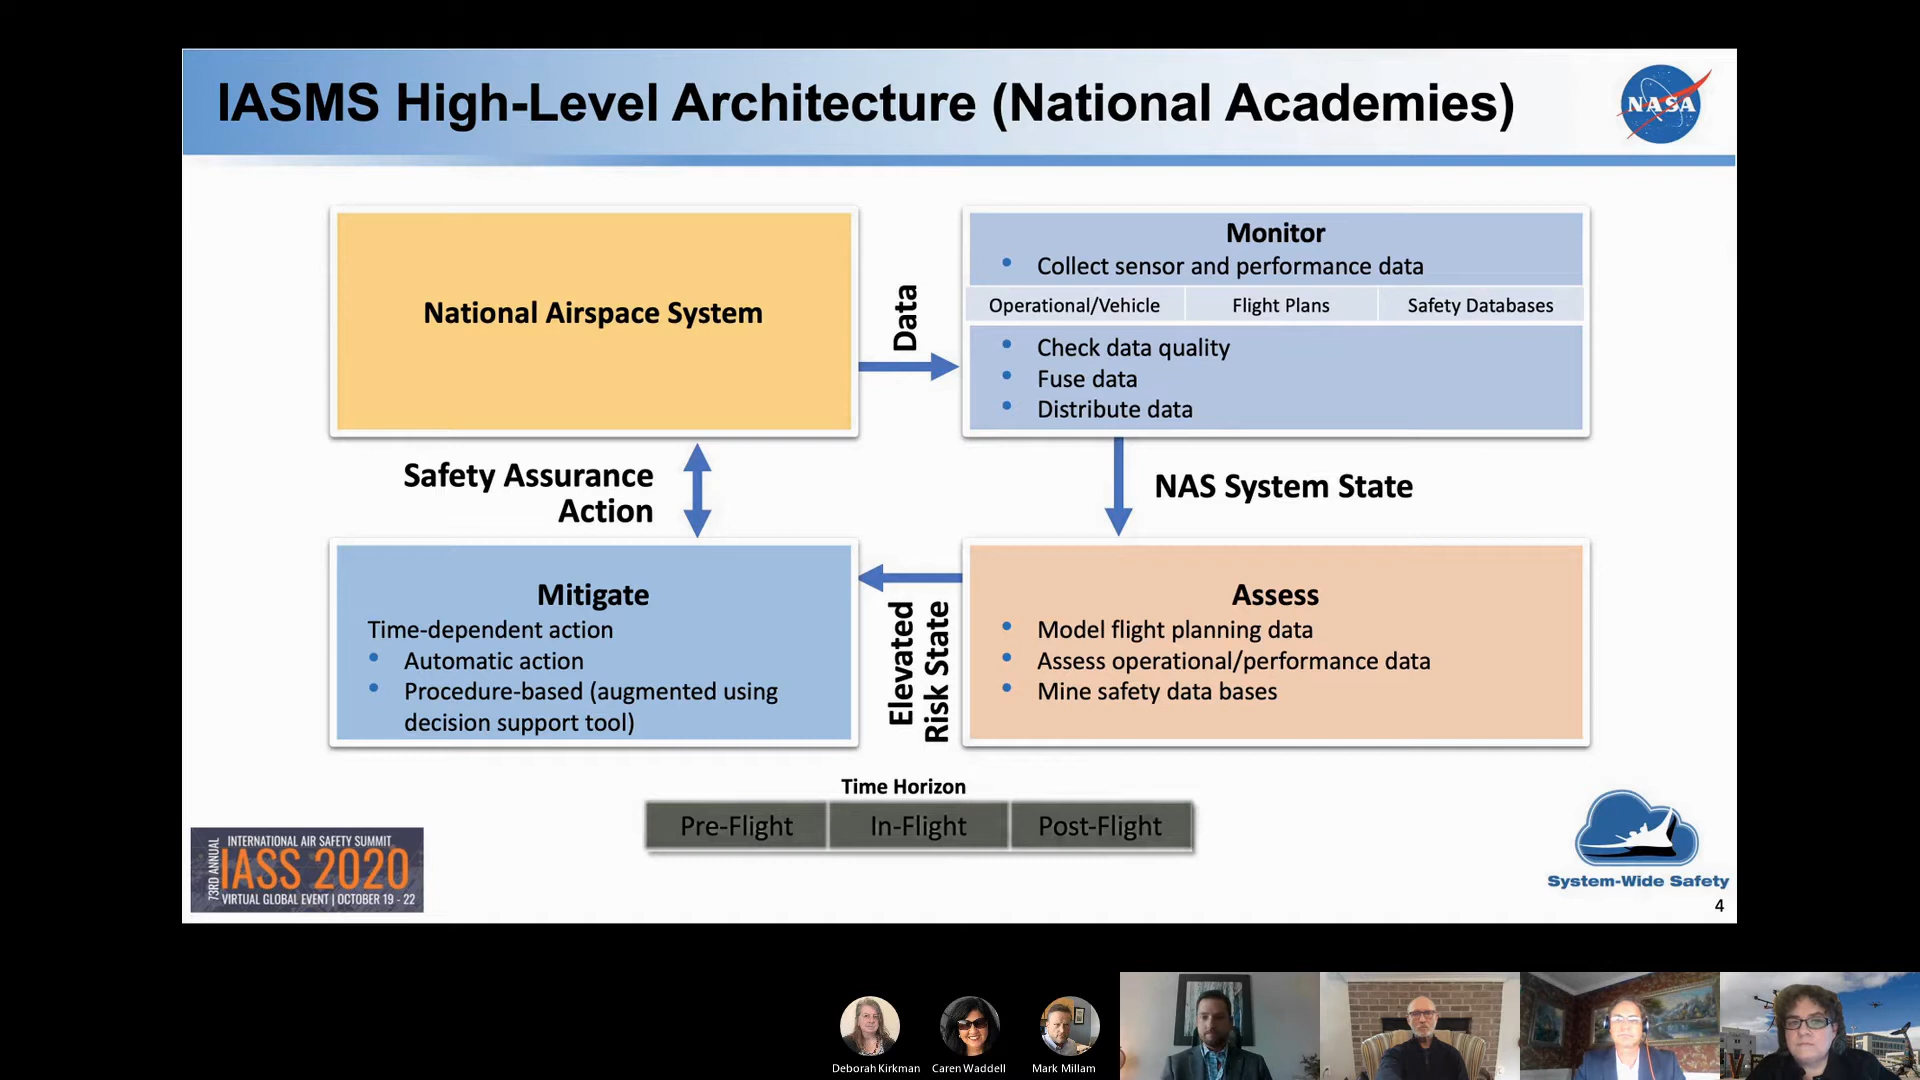 IASMS High-Level Architecture (National Academies)
NASA
National Airspace System
Data
Monitor
• Collect sensor and performance data
Operational/Vehicle Flight Plans Safety Databases
• Check data quality
• Fuse data
• Distribute data
Safety Assurance
Action
NAS System State
Mitigate
Time-dependent action
• Automatic action
• Procedure-based (augmented using
decision support tool)
Elevated
Risk State
Assess
• Model flight planning data
• Assess operational/performance data
• Mine safety data bases
Time Horizon
Pre-Flight In-Flight Post-Flight
73RD ANNUAL
INTERNATIONAL AIR SAFETY SUMMIT
IASS 2020
VIRTUAL GLOBAL EVENT | OCTOBER 19 - 22
System-Wide Safety
4
Deborah Kirkman Caren Waddell Mark Millam